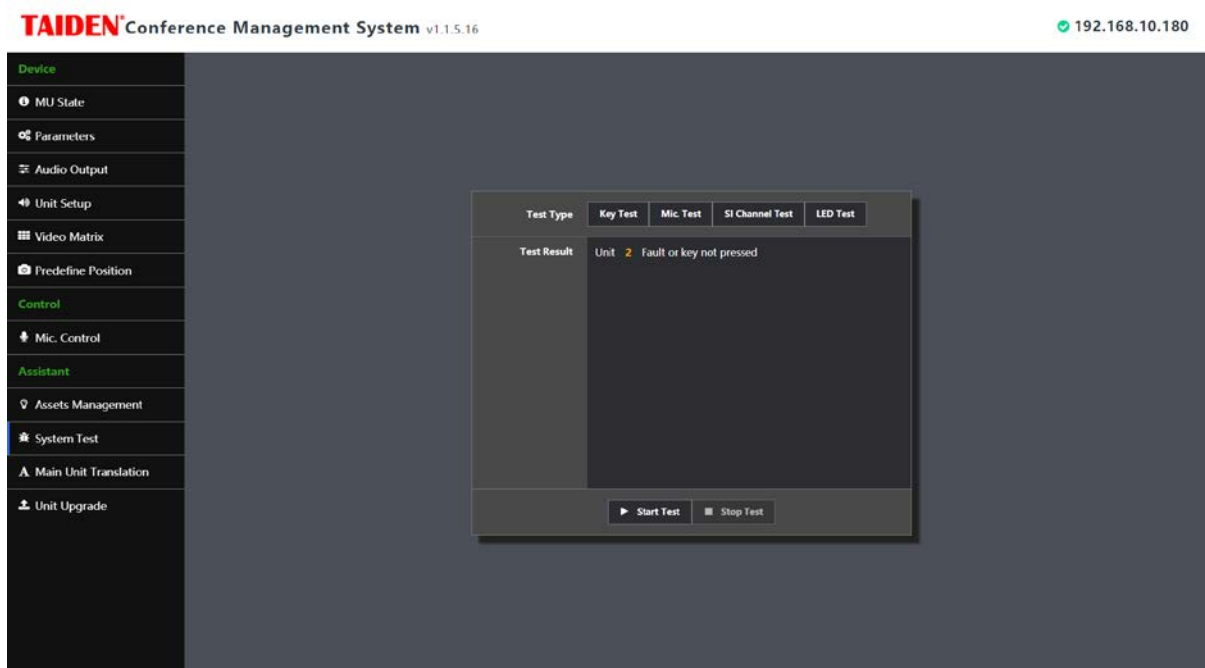 TAIDEN Conference Management System v1.1.5.16
192.168.10.180
Device
MU State
Parameters
Audio Output
Unit Setup
Video Matrix
Predefine Position
Control
Mic. Control
Assistant
Assets Management
System Test
Main Unit Translation
Unit Upgrade
Test Type Key Test Mic. Test SI Channel Test LED Test
Test Result Unit 2 Fault or key not pressed
Start Test Stop Test